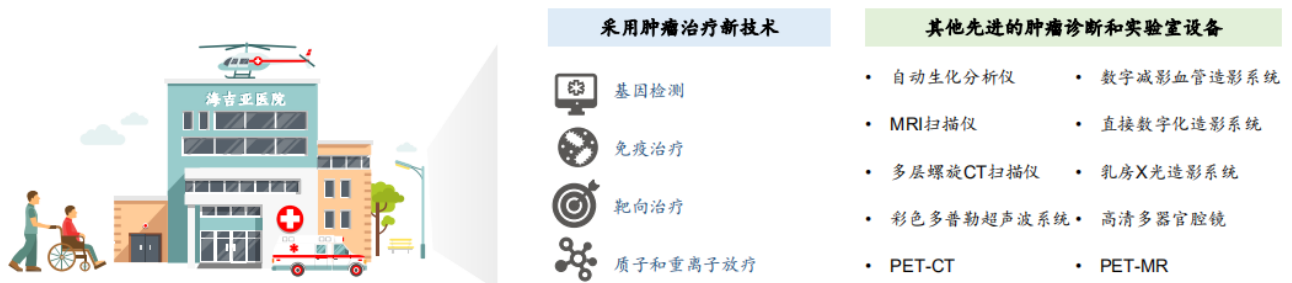 海吉亚医院
采用肿瘤治疗新技术
基因检测
免疫治疗
靶向治疗
质子和重离子放疗
其他先进的肿瘤诊断和实验室设备
• 自动生化分析仪
• MRI扫描仪
• 多层螺旋CT扫描仪
• 彩色多普勒超声波系统
• PET-CT
• 数字减影血管造影系统
• 直接数字化造影系统
• 乳房X光造影系统
• 高清多器官腔镜
• PET-MR